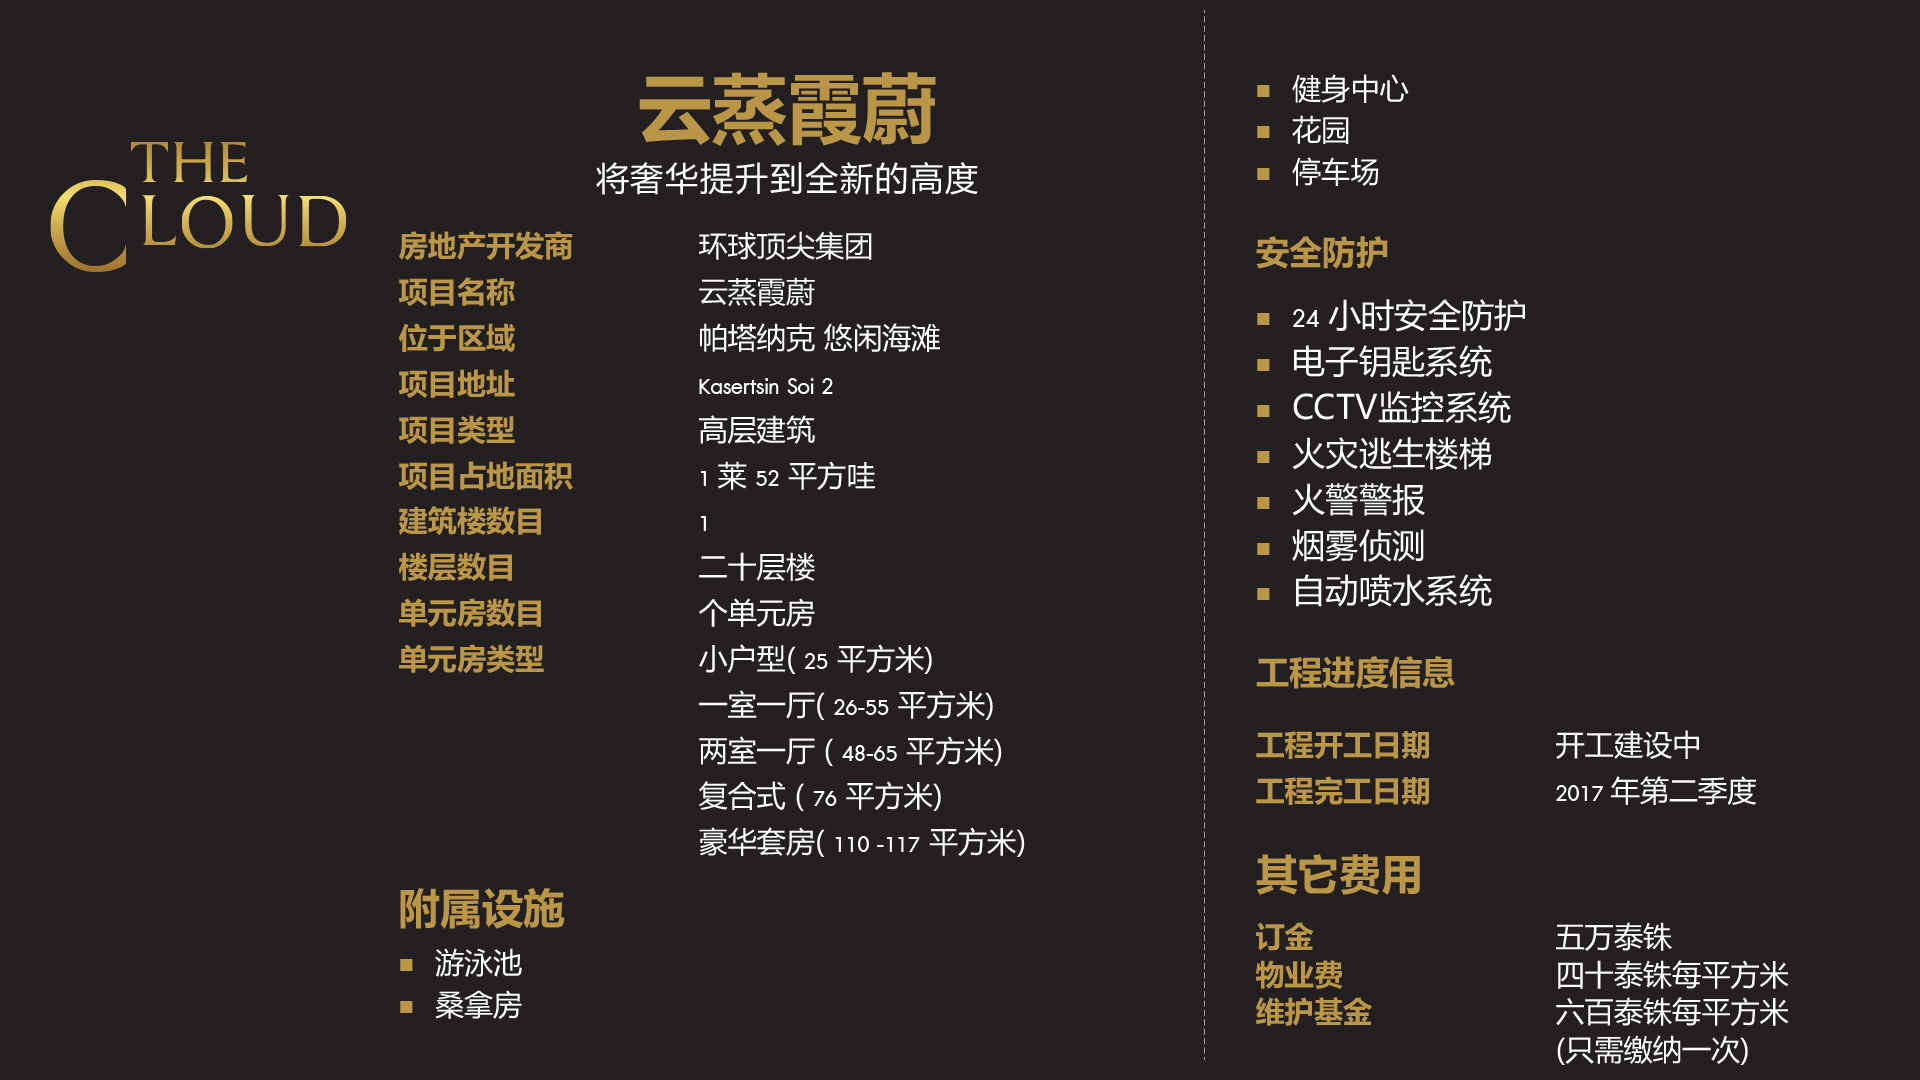 THE
CLOUD
云蒸霞蔚
将奢华提升到全新的高度
房地产开发商 环球顶尖集团
项目名称 云蒸霞蔚
位于区域 帕塔纳克 悠闲海滩
项目地址 Kasertsin Soi 2
项目类型 高层建筑
项目占地面积 1 莱 52 平方哇
建筑楼数目 1
楼层数目 二十层楼
单元房数目 个单元房
单元房类型 小户型( 25 平方米)
一室一厅( 26-55 平方米)
两室一厅 ( 48-65 平方米)
复合式 ( 76 平方米)
豪华套房( 110 -117 平方米)
附属设施
游泳池
桑拿房
健身中心
花园
停车场
安全防护
24 小时安全防护
电子钥匙系统
CCTV监控系统
火灾逃生楼梯
火警警报
烟雾侦测
自动喷水系统
工程进度信息
工程开工日期 开工建设中
工程完工日期 2017 年第二季度
其它费用
订金 五万泰铢
物业费 四十泰铢每平方米
维护基金 六百泰铢每平方米
(只需缴纳一次)